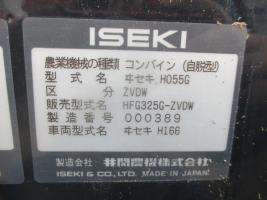 ISEKI
農業機械の種類 コンバイン(自脱型)
型式名 ヰセキ HO55G
区分 ZVDW
販売型式名 HFG325G-ZVDW
製造番号 000389
車両型式名 ヰセキ H166
製造会社 井関農機株式会社
ISEKI & CO., LTD. MADE IN JAPAN